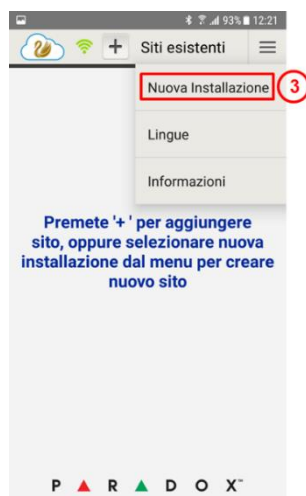 93% 12:21
+ Siti esistenti
Nuova Installazione 3
Lingue
Informazioni
Premete '+' per aggiungere
sito, oppure selezionare nuova
installazione dal menu per creare
nuovo sito
PARADOX™